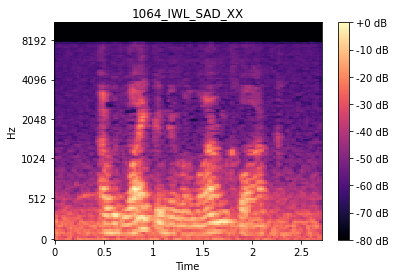 1064_IWL_SAD_XX
8192
4096
2048
1024
512
0
Hz
0
0.5
1
1.5
2
2.5
Time
+0 dB
-10 dB
-20 dB
-30 dB
-40 dB
-50 dB
-60 dB
-70 dB
-80 dB